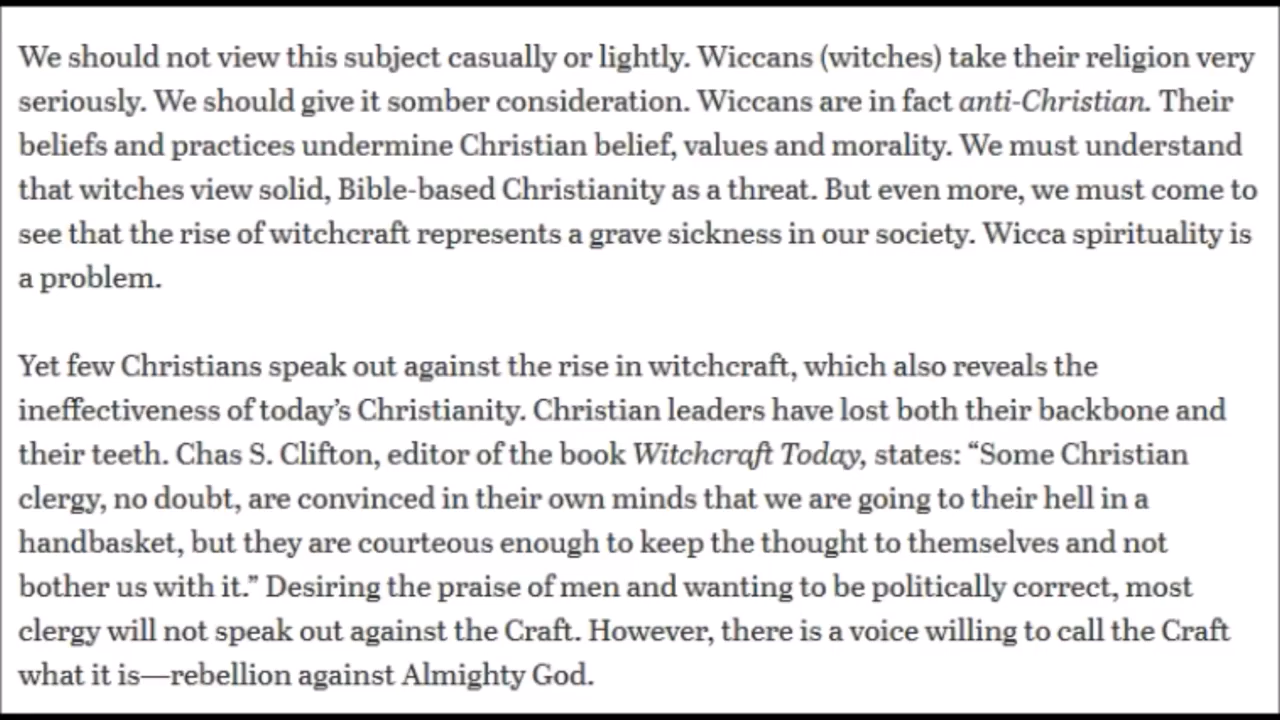 We should not view this subject casually or lightly. Wiccans (witches) take their religion very
seriously. We should give it somber consideration. Wiccans are in fact anti-Christian. Their
beliefs and practices undermine Christian belief, values and morality. We must understand
that witches view solid, Bible-based Christianity as a threat. But even more, we must come to
see that the rise of witchcraft represents a grave sickness in our society. Wicca spirituality is
a problem.
Yet few Christians speak out against the rise in witchcraft, which also reveals the
ineffectiveness of today’s Christianity. Christian leaders have lost both their backbone and
their teeth. Chas S. Clifton, editor of the book Witchcraft Today, states: “Some Christian
clergy, no doubt, are convinced in their own minds that we are going to their hell in a
handbasket, but they are courteous enough to keep the thought to themselves and not
bother us with it.” Desiring the praise of men and wanting to be politically correct, most
clergy will not speak out against the Craft. However, there is a voice willing to call the Craft
what it is—rebellion against Almighty God.